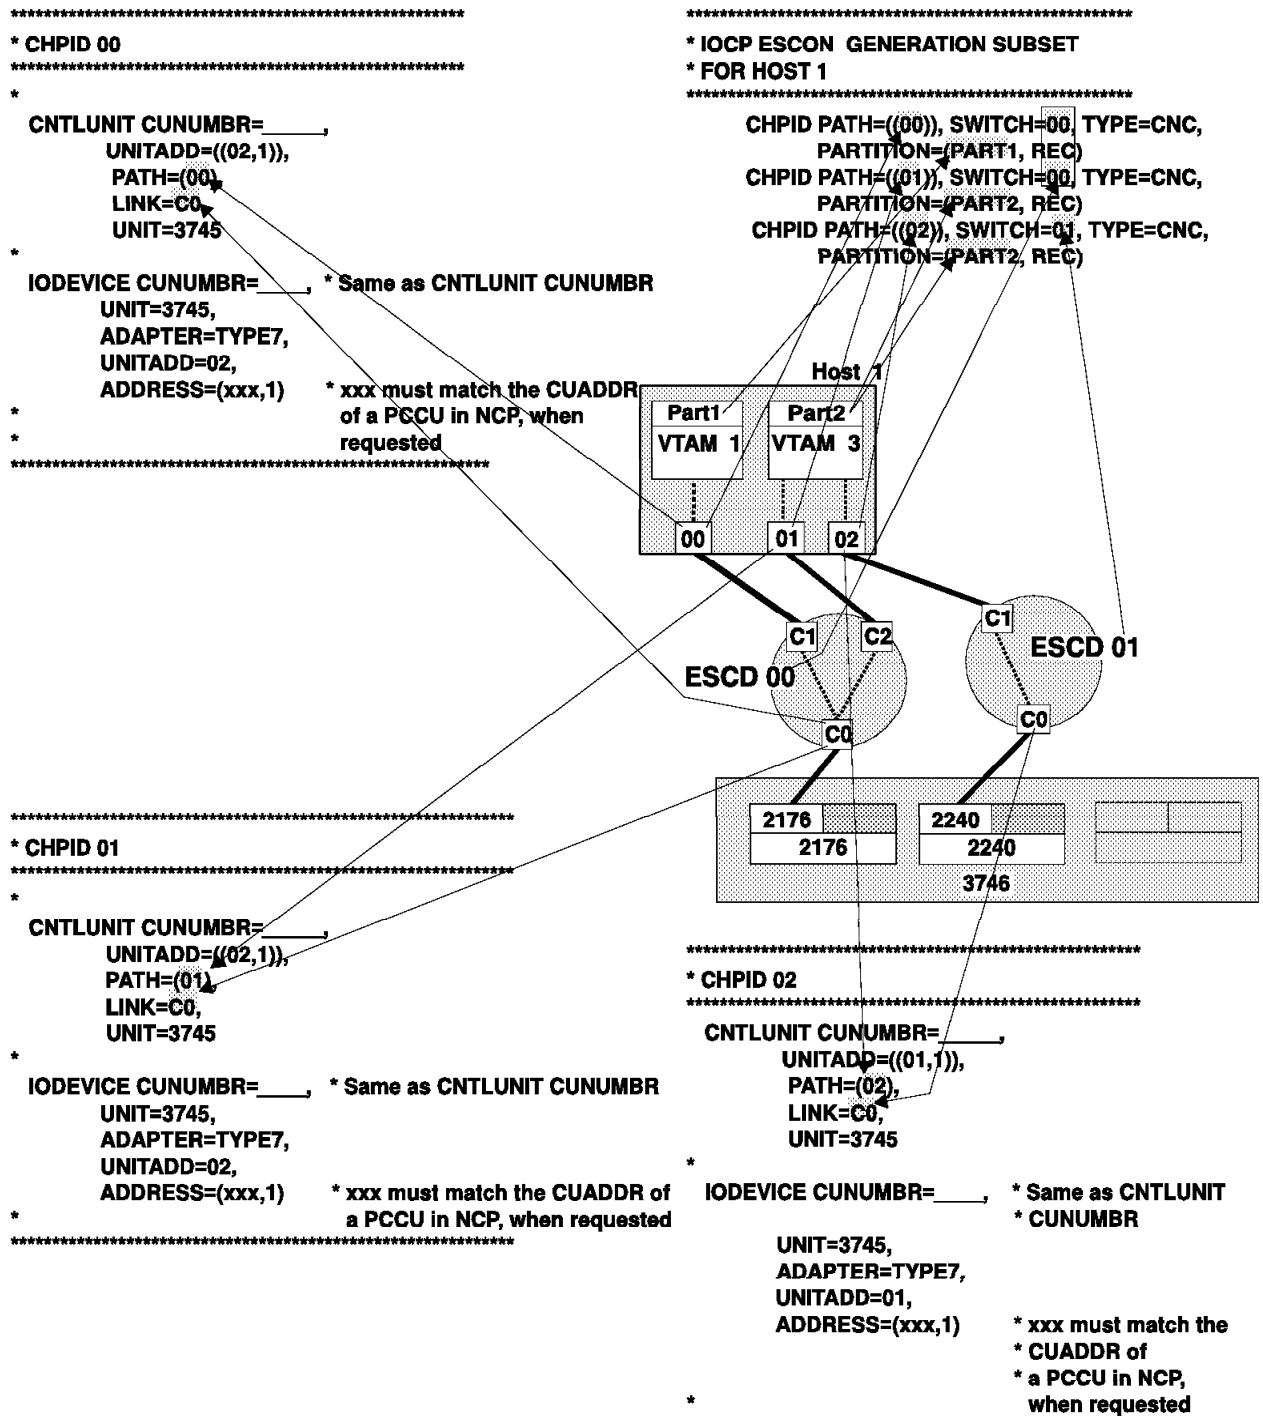 *******************************************************
* CHPID 00
*******************************************************
*
CNTLUNIT CUNUMBR=_____,
UNITADD=((02,1)),
PATH=(00),
LINK=C0,
UNIT=3745
*
IODEVICE CUNUMBR=____, * Same as CNTLUNIT CUNUMBR
UNIT=3745,
ADAPTER=TYPE7,
UNITADD=02,
ADDRESS=(xxx,1) * xxx must match the CUADDR
* of a PCCU in NCP, when
* requested
**********************************************************
******************************************************
* IOCP ESCON GENERATION SUBSET
* FOR HOST 1
******************************************************
CHPID PATH=((00)), SWITCH=00, TYPE=CNC,
PARTITION=(PART1, REC)
CHPID PATH=((01)), SWITCH=00, TYPE=CNC,
PARTITION=(PART2, REC)
CHPID PATH=((02)), SWITCH=01, TYPE=CNC,
PARTITION=(PART2, REC)
Host 1
Part1 Part2
VTAM 1 VTAM 3
00 01 02
C1 C2 C1
ESCD 00 ESCD 01
C0 C0
2176 2240
2176 2240
3746
*************************************************************
* CHPID 01
*************************************************************
*
CNTLUNIT CUNUMBR=_____,
UNITADD=((02,1)),
PATH=(01),
LINK=C0,
UNIT=3745
*
IODEVICE CUNUMBR=____, * Same as CNTLUNIT CUNUMBR
UNIT=3745,
ADAPTER=TYPE7,
UNITADD=02,
ADDRESS=(xxx,1) * xxx must match the CUADDR of
* a PCCU in NCP, when requested
*************************************************************
*******************************************************
* CHPID 02
*******************************************************
CNTLUNIT CUNUMBR=_____,
UNITADD=((01,1)),
PATH=(02),
LINK=C0,
UNIT=3745
*
IODEVICE CUNUMBR=____, * Same as CNTLUNIT
* CUNUMBR
UNIT=3745,
ADAPTER=TYPE7,
UNITADD=01,
ADDRESS=(xxx,1) * xxx must match the
* CUADDR of
* a PCCU in NCP,
* when requested